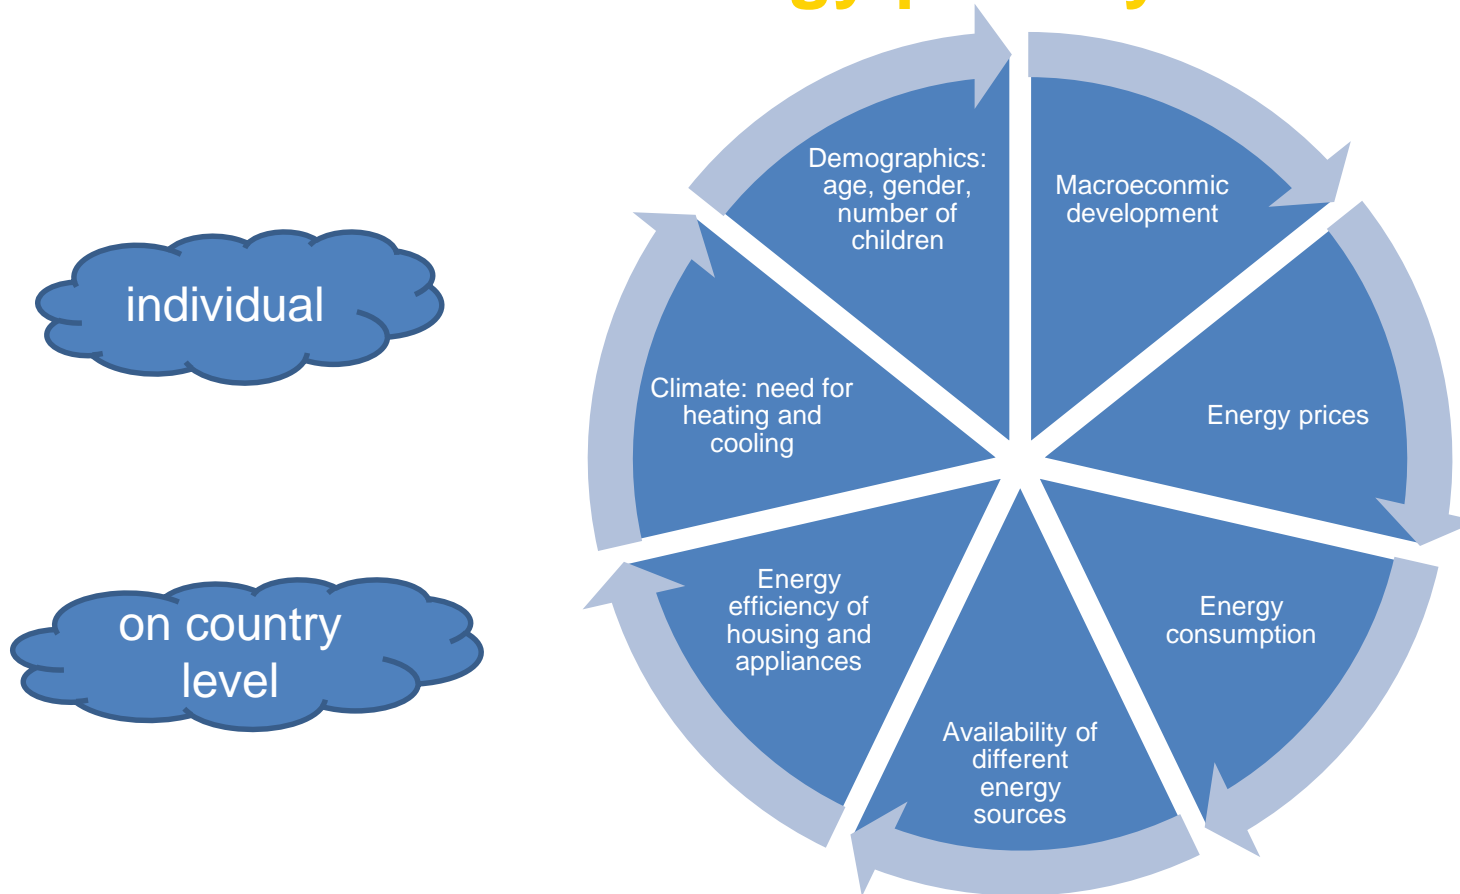 individual
on country
level
Demographics:
age, gender,
number of
children
Macroeconmic
development
Climate: need for
heating and
cooling
Energy prices
Energy
efficiency of
housing and
appliances
Energy
consumption
Availability of
different
energy
sources